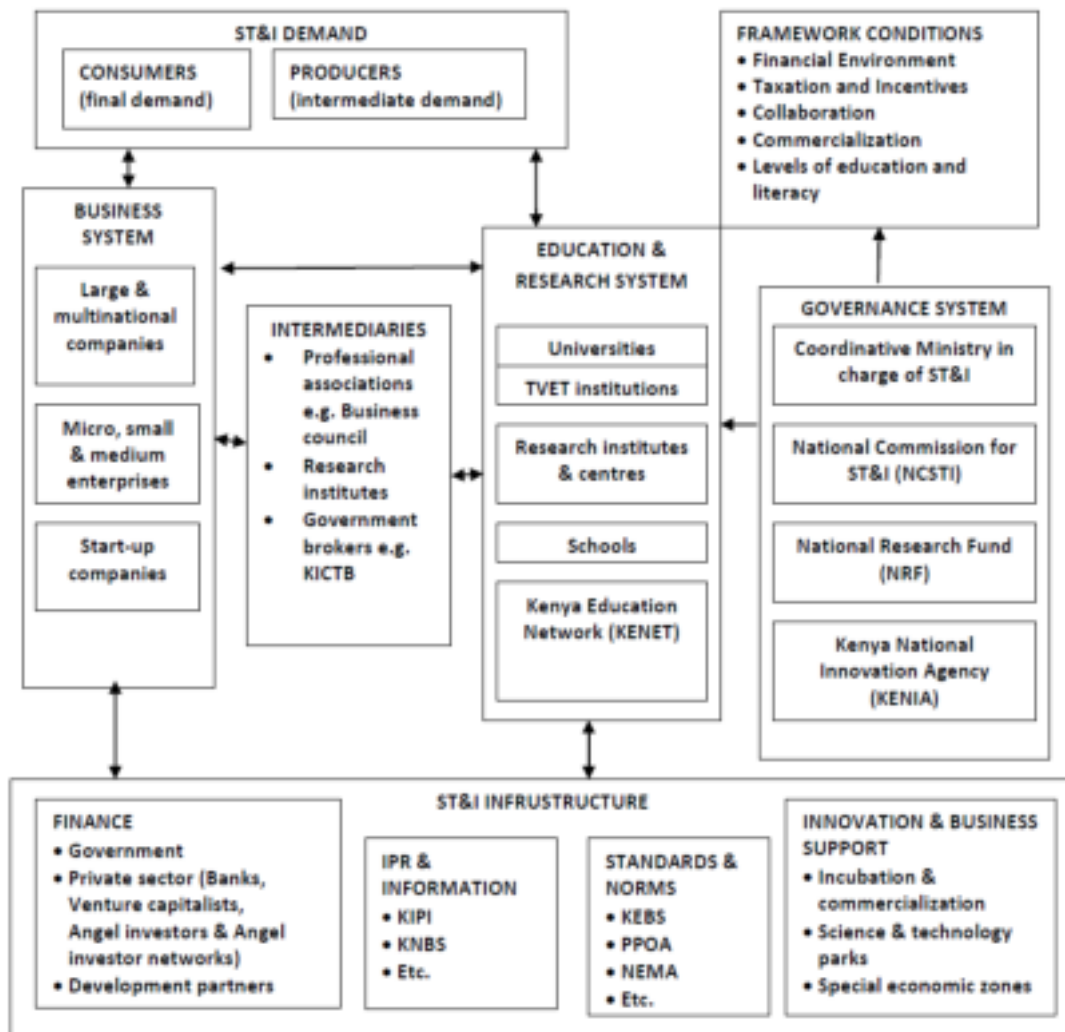 ST&I DEMAND
CONSUMERS
(final demand)
PRODUCERS
(intermediate demand)
FRAMEWORK CONDITIONS
• Financial Environment
• Taxation and Incentives
• Collaboration
• Commercialization
• Levels of education and
literacy
BUSINESS
SYSTEM
Large &
multinational
companies
Micro, small
& medium
enterprises
Start-up
companies
INTERMEDIARIES
• Professional
associations
e.g. Business
council
• Research
institutes
• Government
brokers e.g.
KICTB
EDUCATION &
RESEARCH SYSTEM
Universities
TVET institutions
Research institutes
& centres
Schools
Kenya Education
Network (KENET)
GOVERNANCE SYSTEM
Coordinative Ministry in
charge of ST&I
National Commission for
ST&I (NCSTI)
National Research Fund
(NRF)
Kenya National
Innovation Agency
(KENIA)
ST&I INFRUSTRUCTURE
FINANCE
• Government
• Private sector (Banks,
Venture capitalists,
Angel investors & Angel
investor networks)
• Development partners
IPR &
INFORMATION
• KIPI
• KNBS
• Etc.
STANDARDS &
NORMS
• KEBS
• PPOA
• NEMA
• Etc.
INNOVATION & BUSINESS
SUPPORT
• Incubation &
commercialization
• Science & technology
parks
• Special economic zones